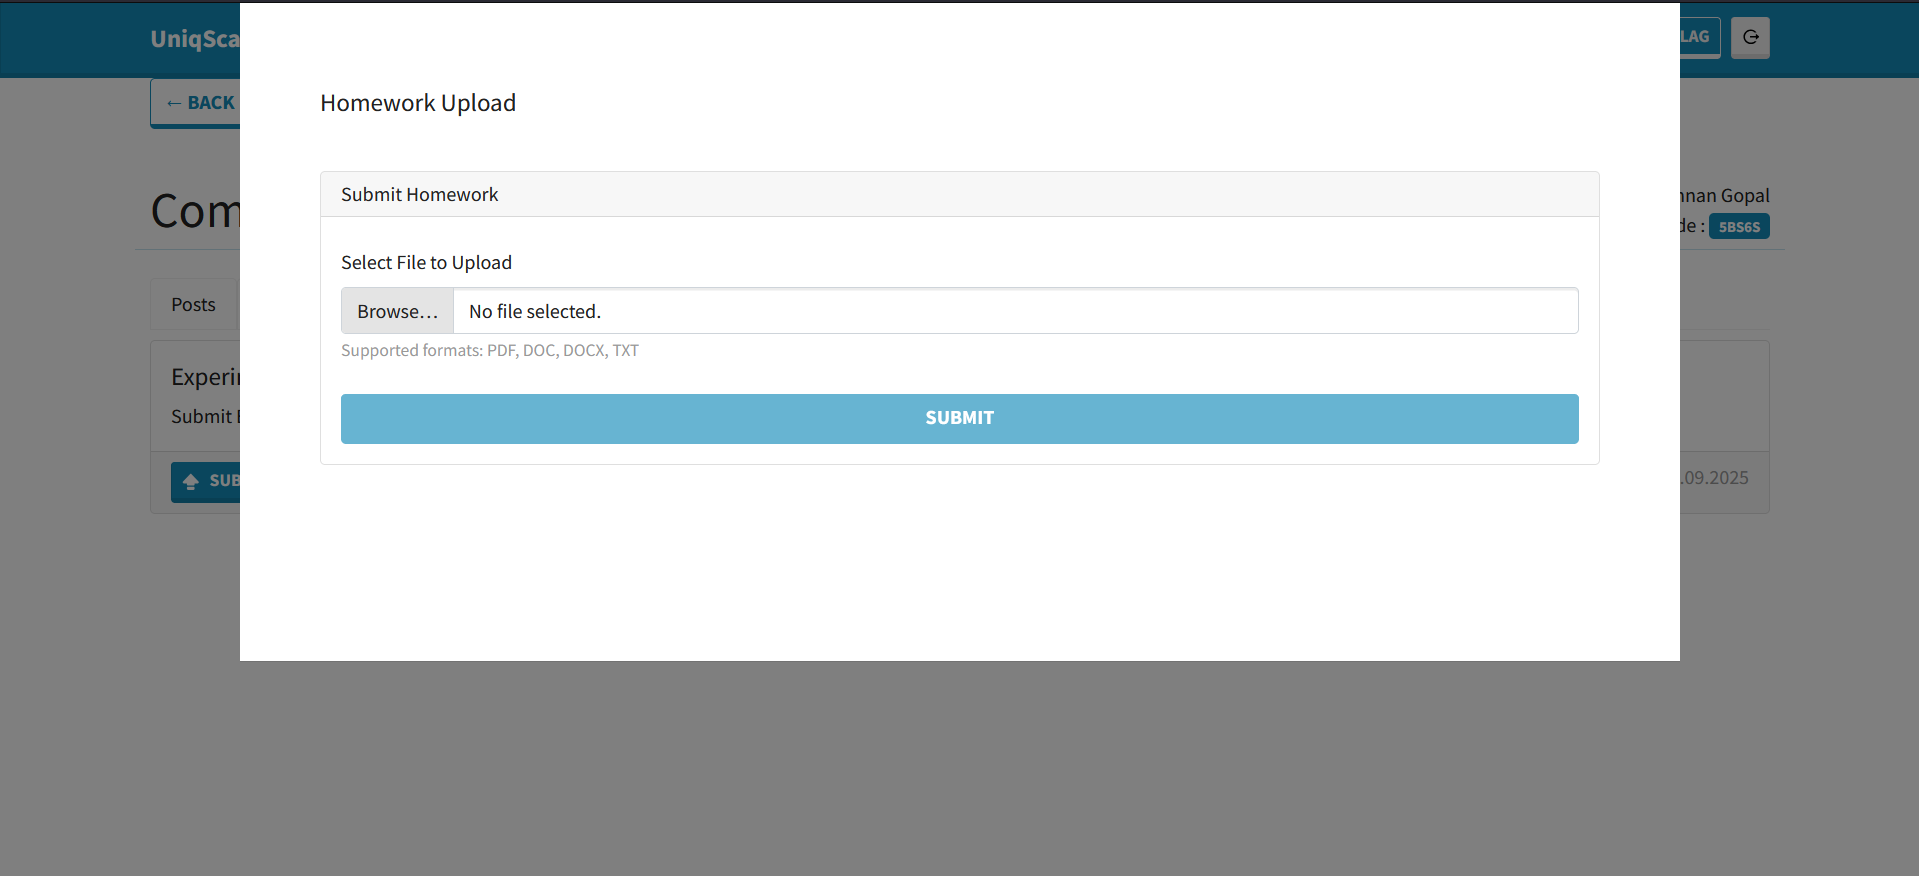 UniqSca
LAG
← BACK
Homework Upload
Submit Homework
Com
nnan Gopal
de : 5BS6S
Select File to Upload
Posts
Browse... No file selected.
Supported formats: PDF, DOC, DOCX, TXT
Experi
Submit
SUBMIT
SUB
.09.2025